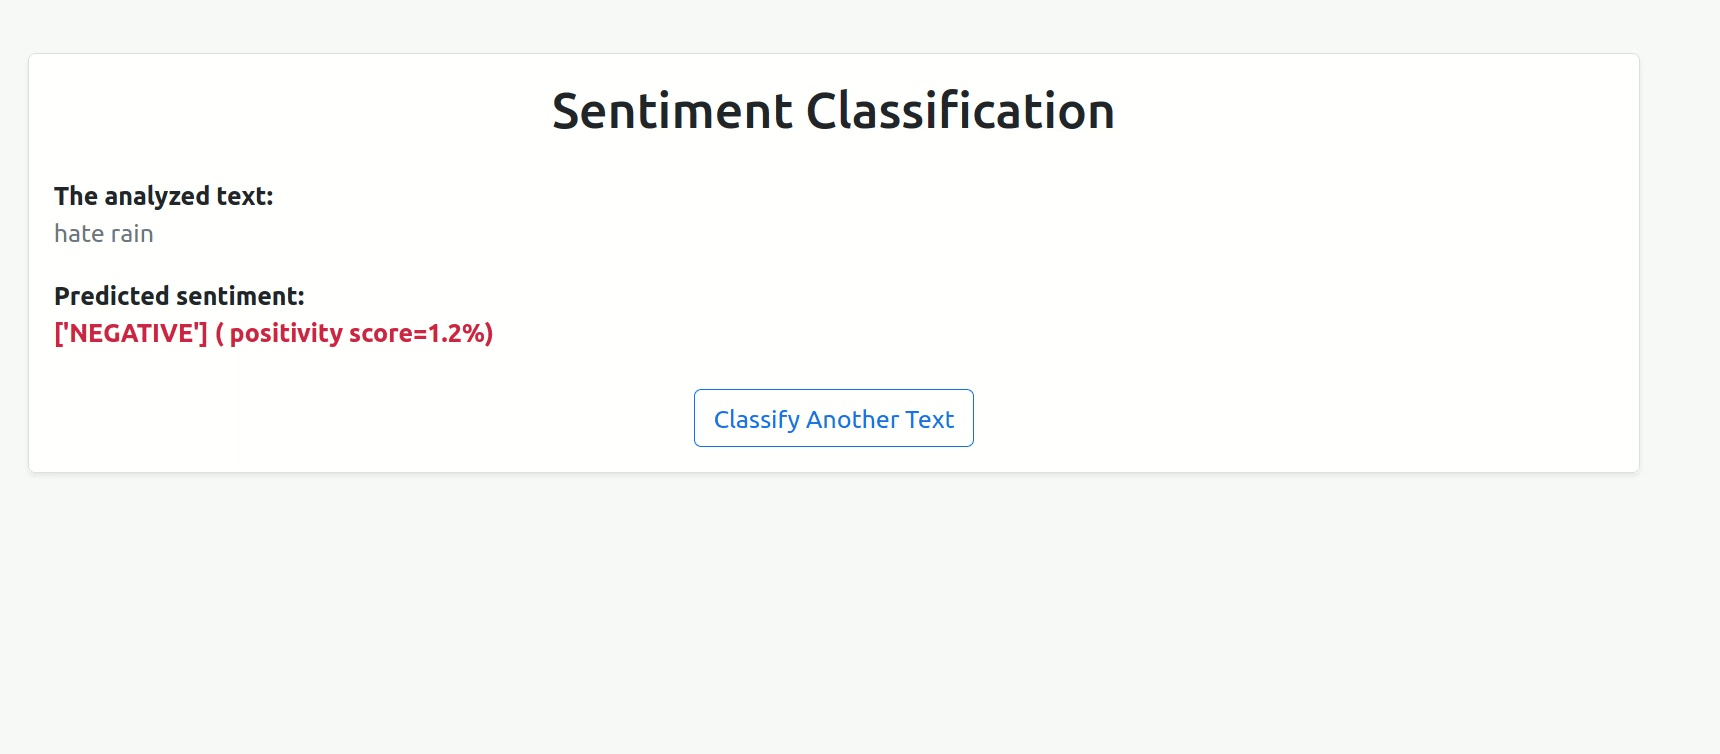 Sentiment Classification
The analyzed text:
hate rain
Predicted sentiment:
['NEGATIVE'] ( positivity score=1.2%)
Classify Another Text